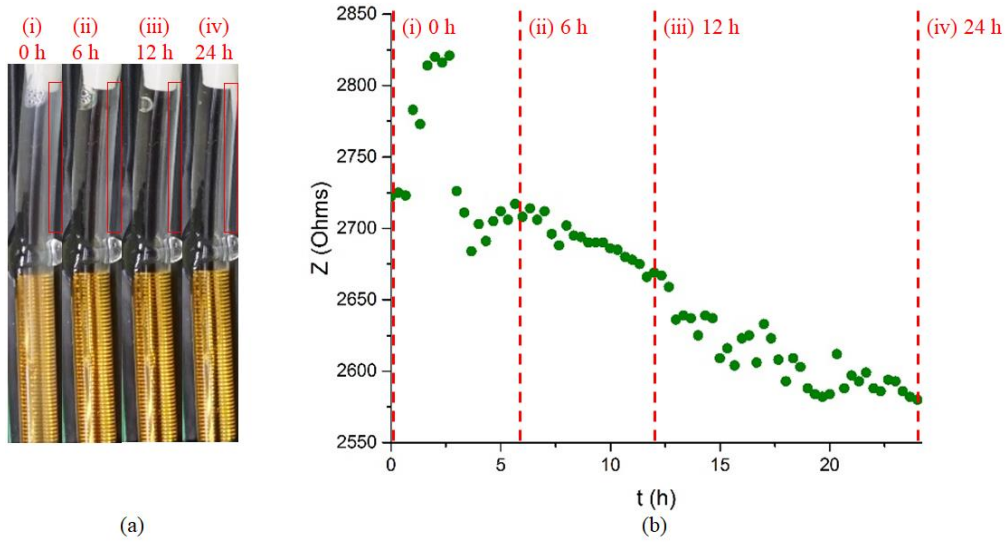 (i) (ii) (iii) (iv)
0 h 6 h 12 h 24 h
(a)
Z (Ohms)
2850
2800
2750
2700
2650
2600
2550
(i) 0 h (ii) 6 h (iii) 12 h (iv) 24 h
0 5 10 15 20
t (h)
(b)